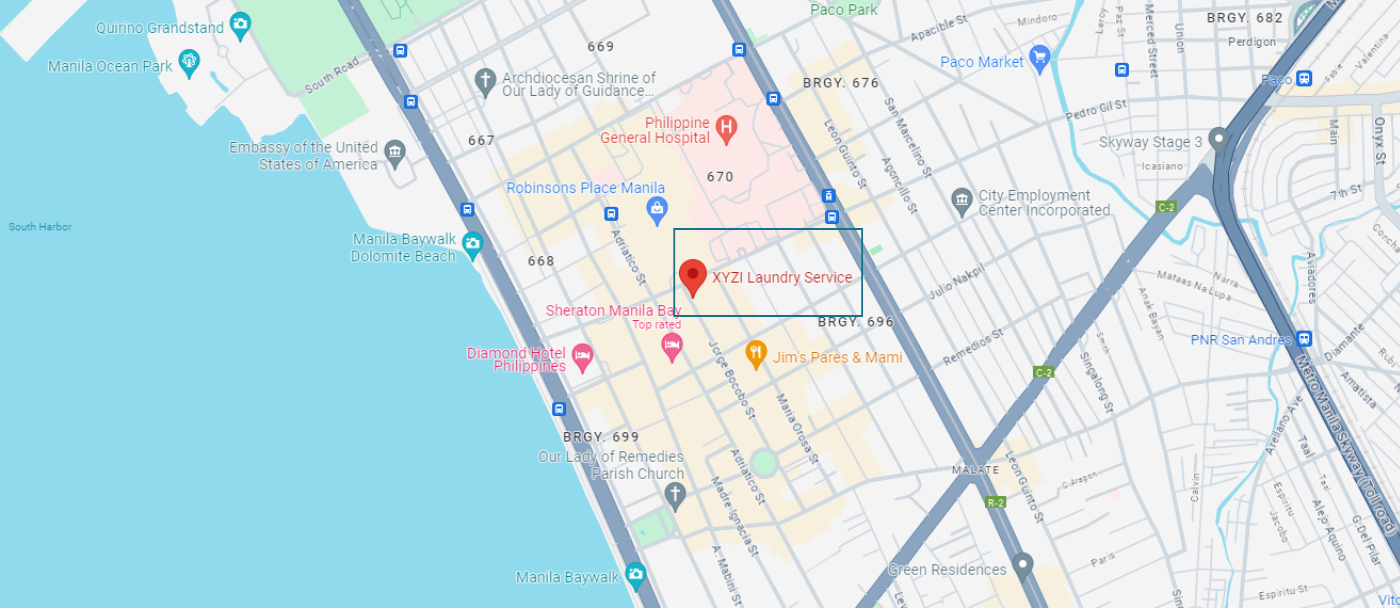 Paco Park
Quirino Grandstand
Manila Ocean Park
South Road
669
Apacible St
Mindoro
Leroy
Paz St
Merced Street
Union
BRGY. 682
Perdigon
Paco Market
Paco
Fabie
Valentina
Archdiocesan Shrine of
Our Lady of Guidance...
BRGY. 676
Philippine
General Hospital
667
Embassy of the United
States of America
San Marcelino St
Leon Guinto St
Pedro Gil St
Skyway Stage 3
Icasiano
Main
Onyx St
7th St
670
Agoncillo St
Robinsons Place Manila
City Employment
Center Incorporated
C-2
South Harbor
Manila Baywalk
Dolomite Beach
668
Adriatico St
XYZI Laundry Service
Julio Nakpil
Narra
Mataas Na Lupa
Anak Bayan
Aviadores
Concha
Sheraton Manila Bay
Top rated
BRGY. 696
Remedios St
Smith
PNR San Andres
Diamante
Diamond Hotel
Philippines
Jorge Bocobo St
Jim's Pares & Mami
C-2
Singalong St
Metro Manila Skyway (Toll road)
Amatista
Maria Orosa St
Arellano Ave
BRGY. 699
Our Lady of Remedies
Parish Church
Adriatico St
Madre Ignacia St
MALATE
Leon Guinto St
C Aragon
Calvin
Taal
R-2
Espiritu
Jacobo
Alejo Aquino
G Del Pilar
A. Mabini St
Paris
Manila Baywalk
Green Residences
Espiritu St